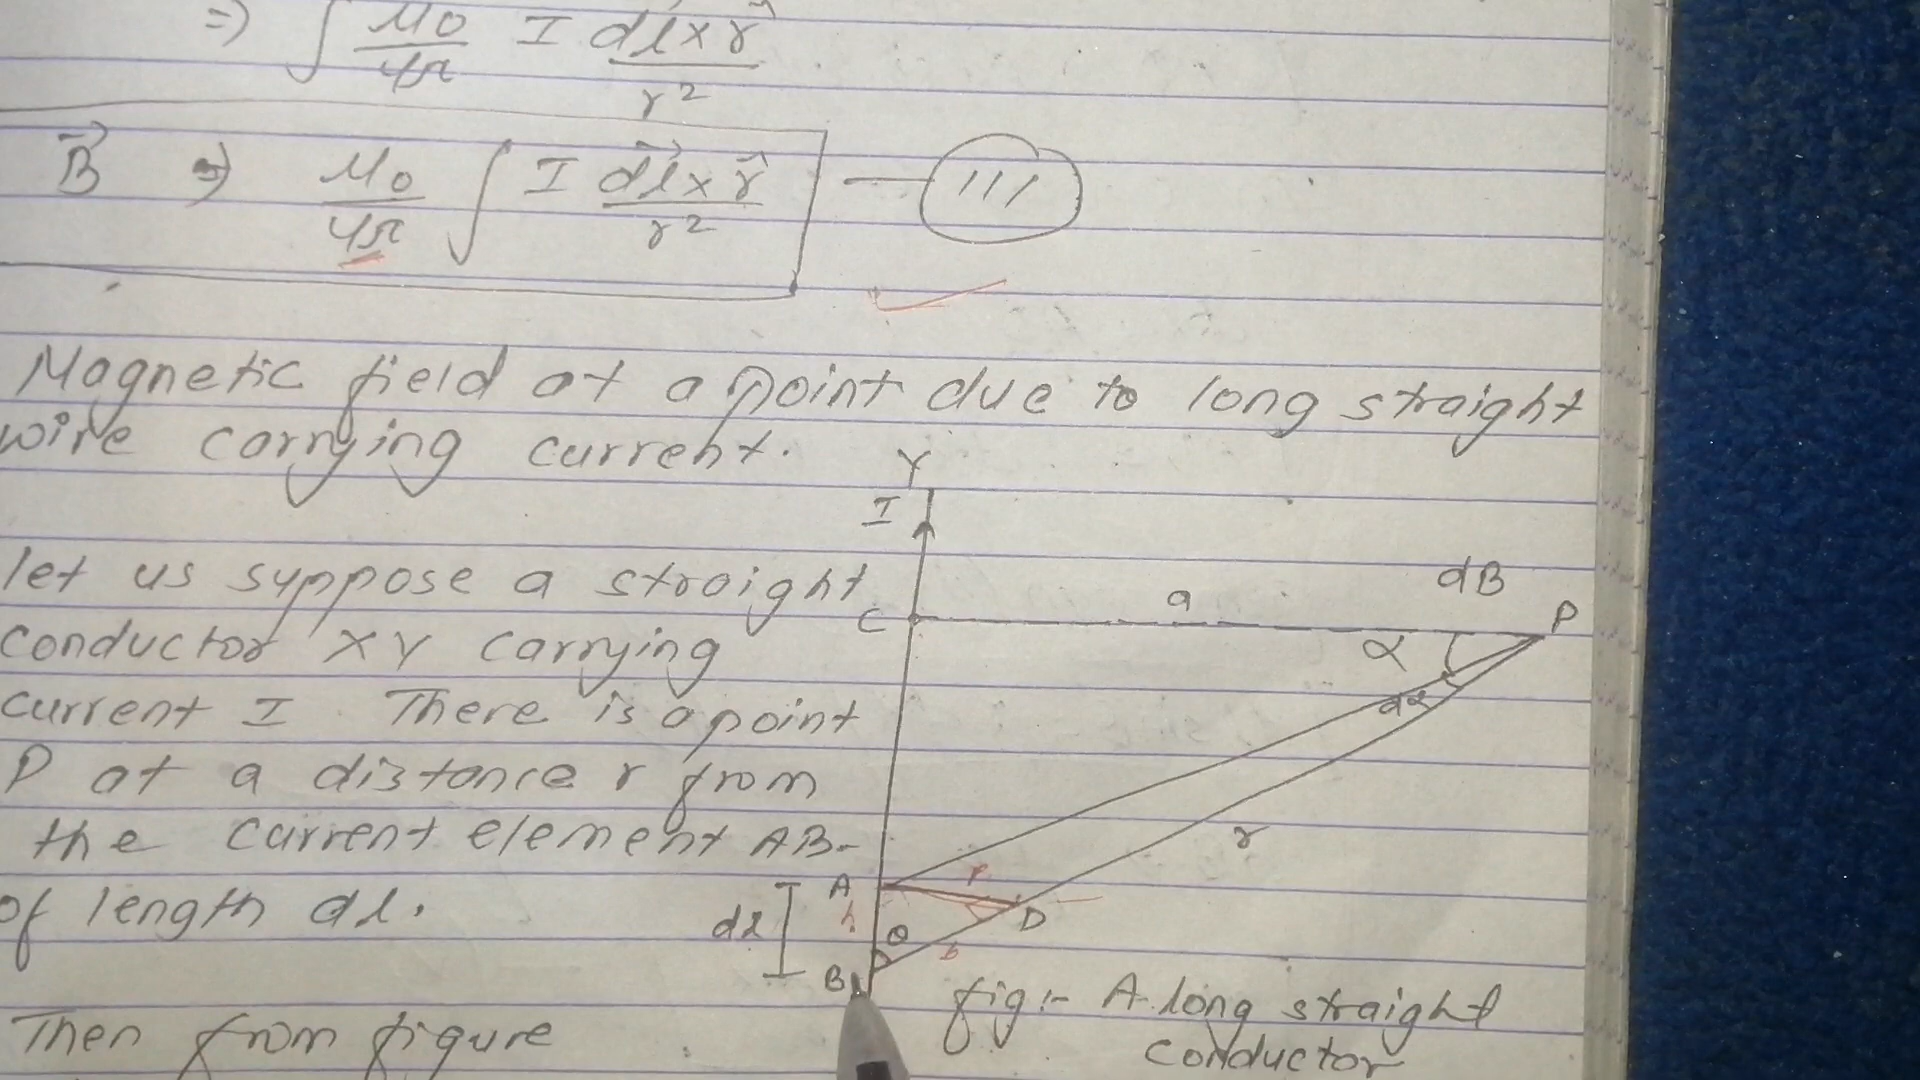 ⇒ ∫ μ0/4π I dl×r̂/r²
B⃗ ⇒ μ0/4π ∫ I dl⃗×r̂/r² — III
Magnetic field at a point due to long straight
wire carrying current.
Y
I
let us suppose a straight
conductor XY carrying
current I There is a point
P at a distance r from
the current element AB-
of length dl.
C
a
dB
P
α
dα
r
A
P
h
dl
θ
D
b
B
fig:- A long straight
conductor
Then from figure